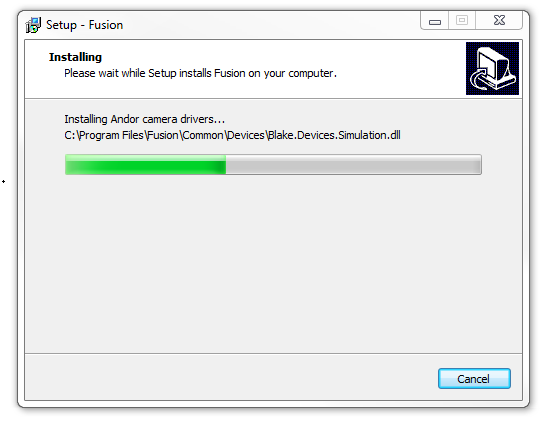 Setup - Fusion
Installing
Please wait while Setup installs Fusion on your computer.
Installing Andor camera drivers...
C:\Program Files\Fusion\Common\Devices\Blake.Devices.Simulation.dll
Cancel